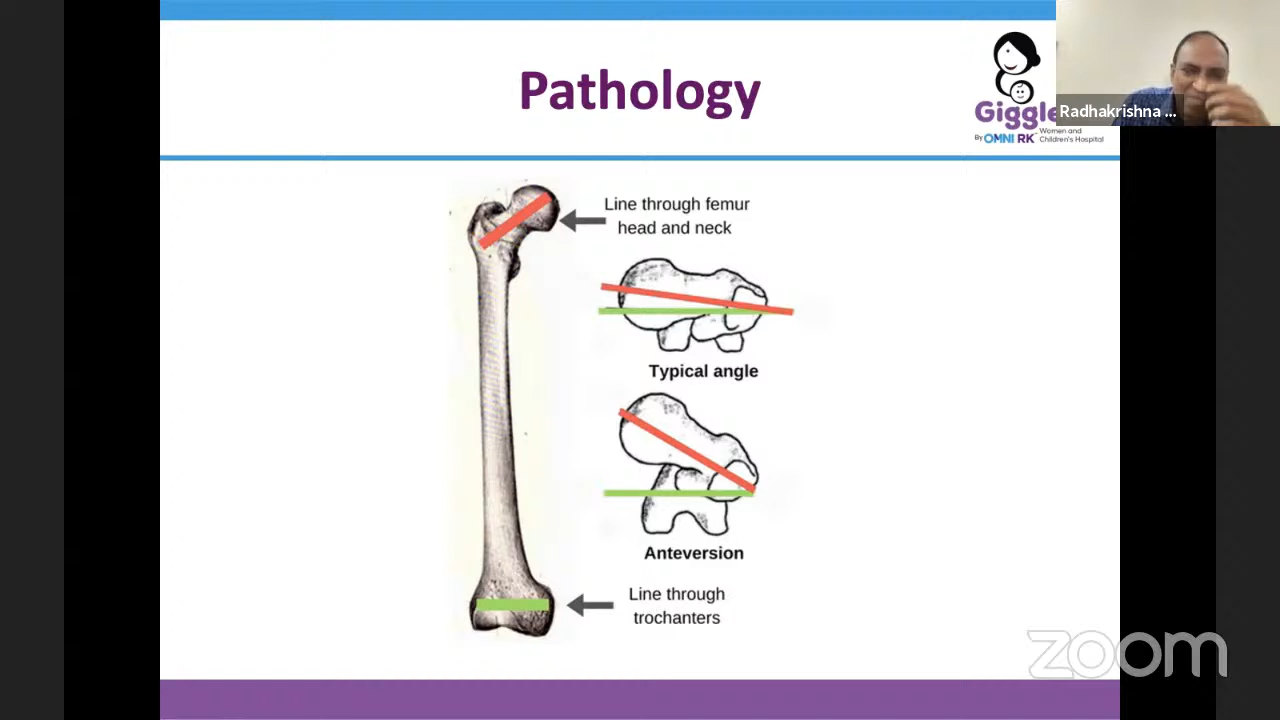 Pathology
Giggle
By OMNI RK Women and
Children's Hospital
Radhakrishna ...
Line through femur
head and neck
Typical angle
Anteversion
Line through
trochanters
zoom